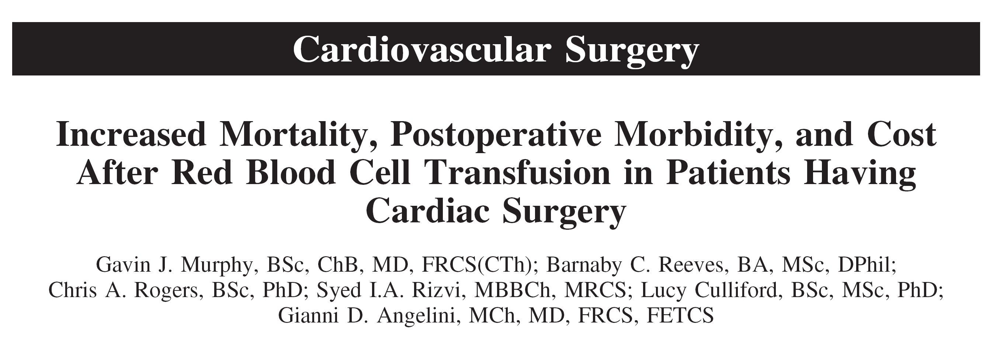 Cardiovascular Surgery
Increased Mortality, Postoperative Morbidity, and Cost
After Red Blood Cell Transfusion in Patients Having
Cardiac Surgery
Gavin J. Murphy, BSc, ChB, MD, FRCS(CTh); Barnaby C. Reeves, BA, MSc, DPhil;
Chris A. Rogers, BSc, PhD; Syed I.A. Rizvi, MBBCh, MRCS; Lucy Culliford, BSc, MSc, PhD;
Gianni D. Angelini, MCh, MD, FRCS, FETCS